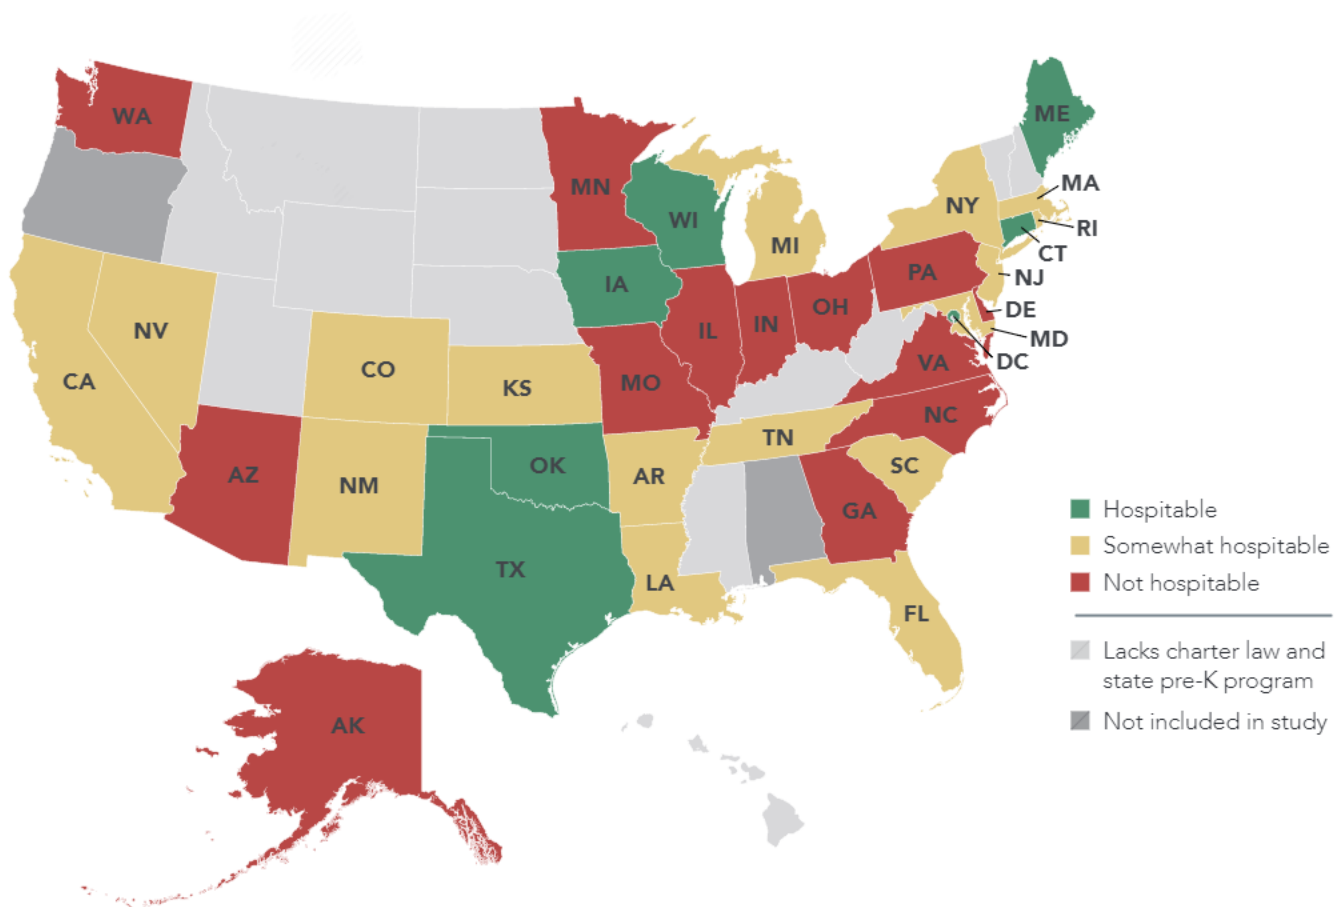 ME
WA
MA
MN
NY
RI
WI
CT
MI
PA
NJ
IA
OH
DE
NV
IL
IN
MD
DC
VA
CO
CA
KS
MO
NC
TN
OK
SC
AZ
AR
NM
GA
Hospitable
Somewhat hospitable
TX
LA
Not hospitable
FL
Lacks charter law and
state pre-K program
AK
Not included in study